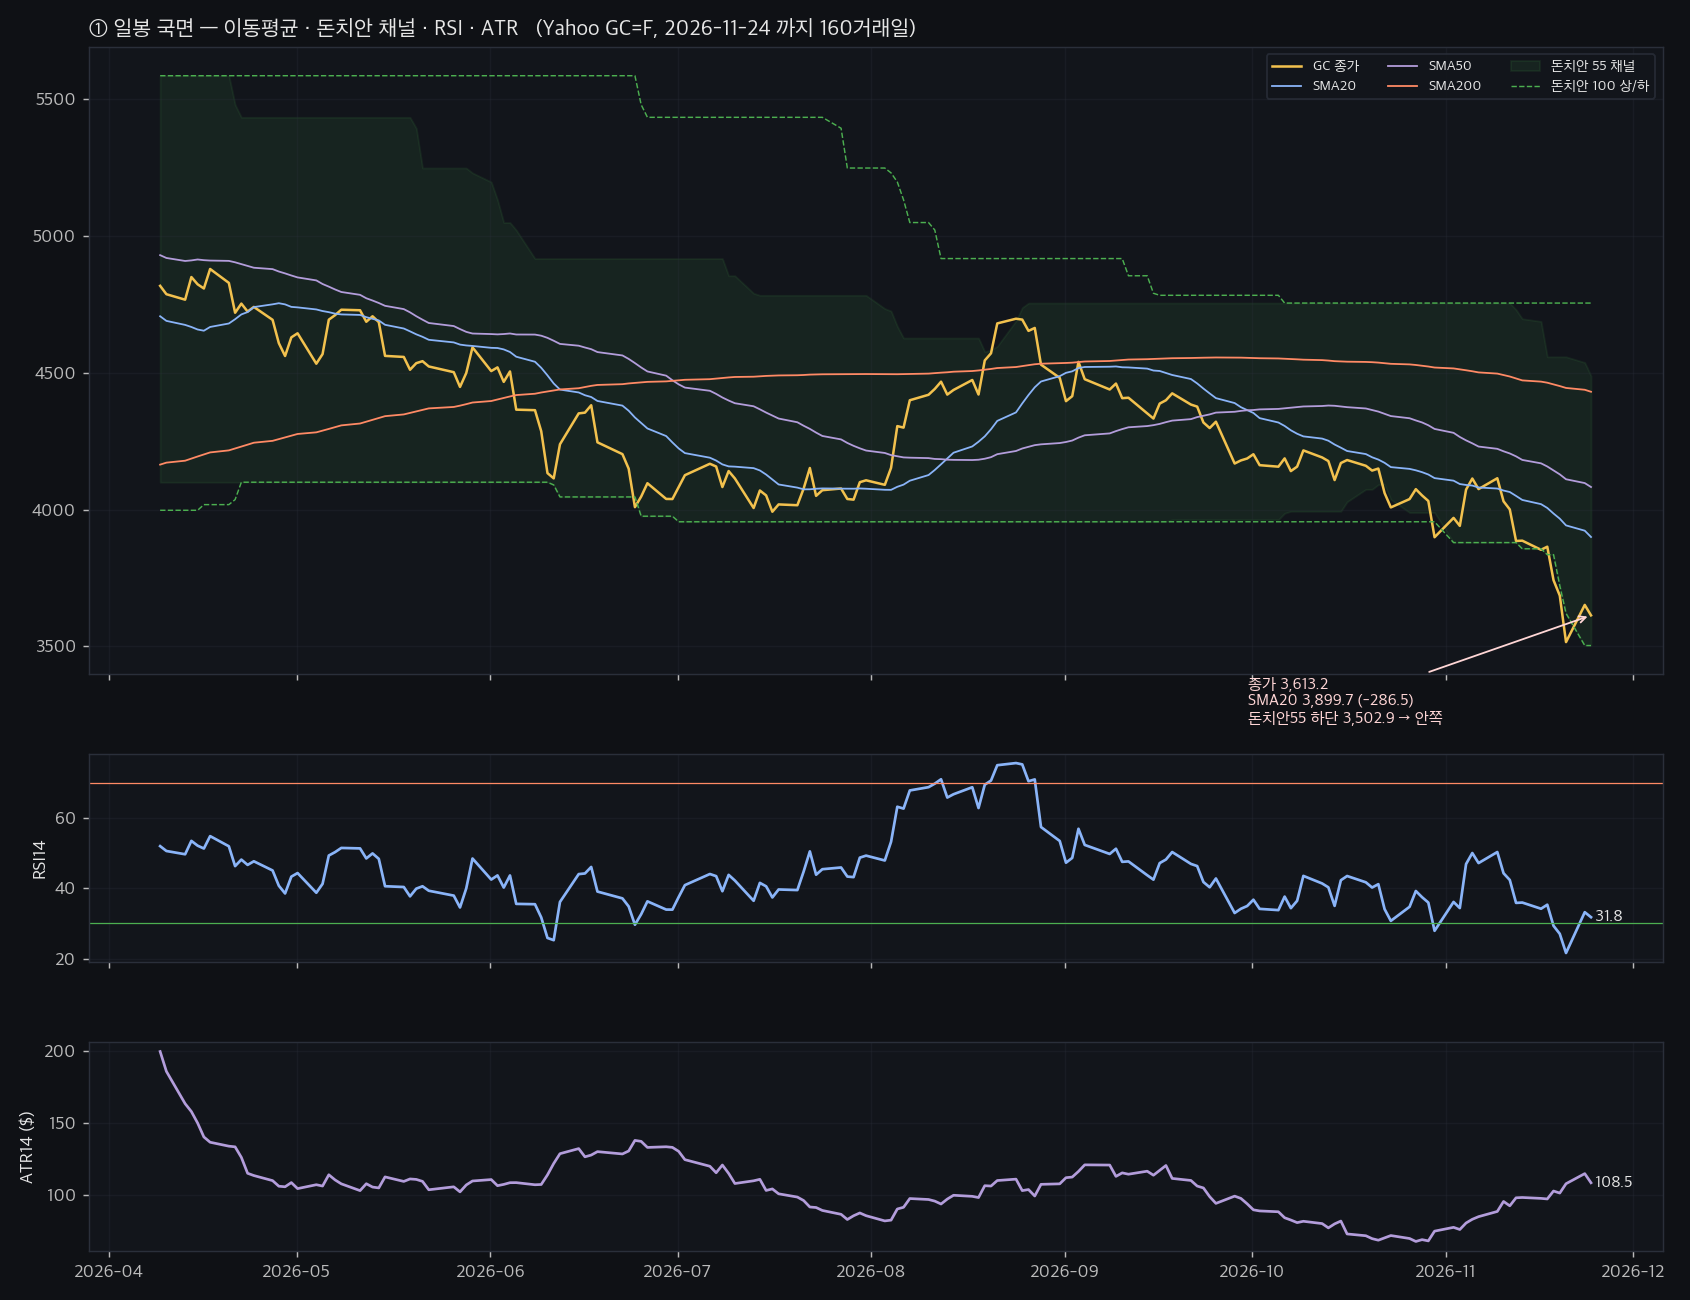 ① 일봉 국면 — 이동평균 · 돈치안 채널 · RSI · ATR (Yahoo GC=F, 2026-11-24 까지 160거래일)
GC 종가
SMA20
SMA50
SMA200
돈치안 55 채널
돈치안 100 상/하
5500
5000
4500
4000
3500
종가 3,613.2
SMA20 3,899.7 (-286.5)
돈치안55 하단 3,502.9 → 안쪽
RSI14
60
40
20
31.8
ATR14 ($)
200
150
100
108.5
2026-04
2026-05
2026-06
2026-07
2026-08
2026-09
2026-10
2026-11
2026-12